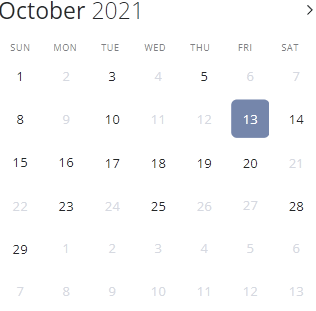 October 2021
SUN MON TUE WED THU FRI SAT
1 2 3 4 5 6 7
8 9 10 11 12 13 14
15 16 17 18 19 20 21
22 23 24 25 26 27 28
29 1 2 3 4 5 6
7 8 9 10 11 12 13